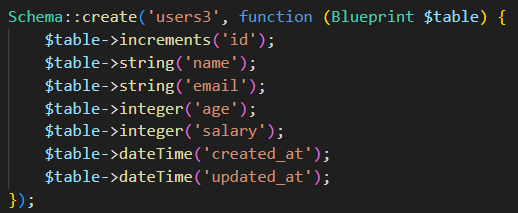 Schema::create('users3', function (Blueprint $table) {
    $table->increments('id');
    $table->string('name');
    $table->string('email');
    $table->integer('age');
    $table->integer('salary');
    $table->dateTime('created_at');
    $table->dateTime('updated_at');
});